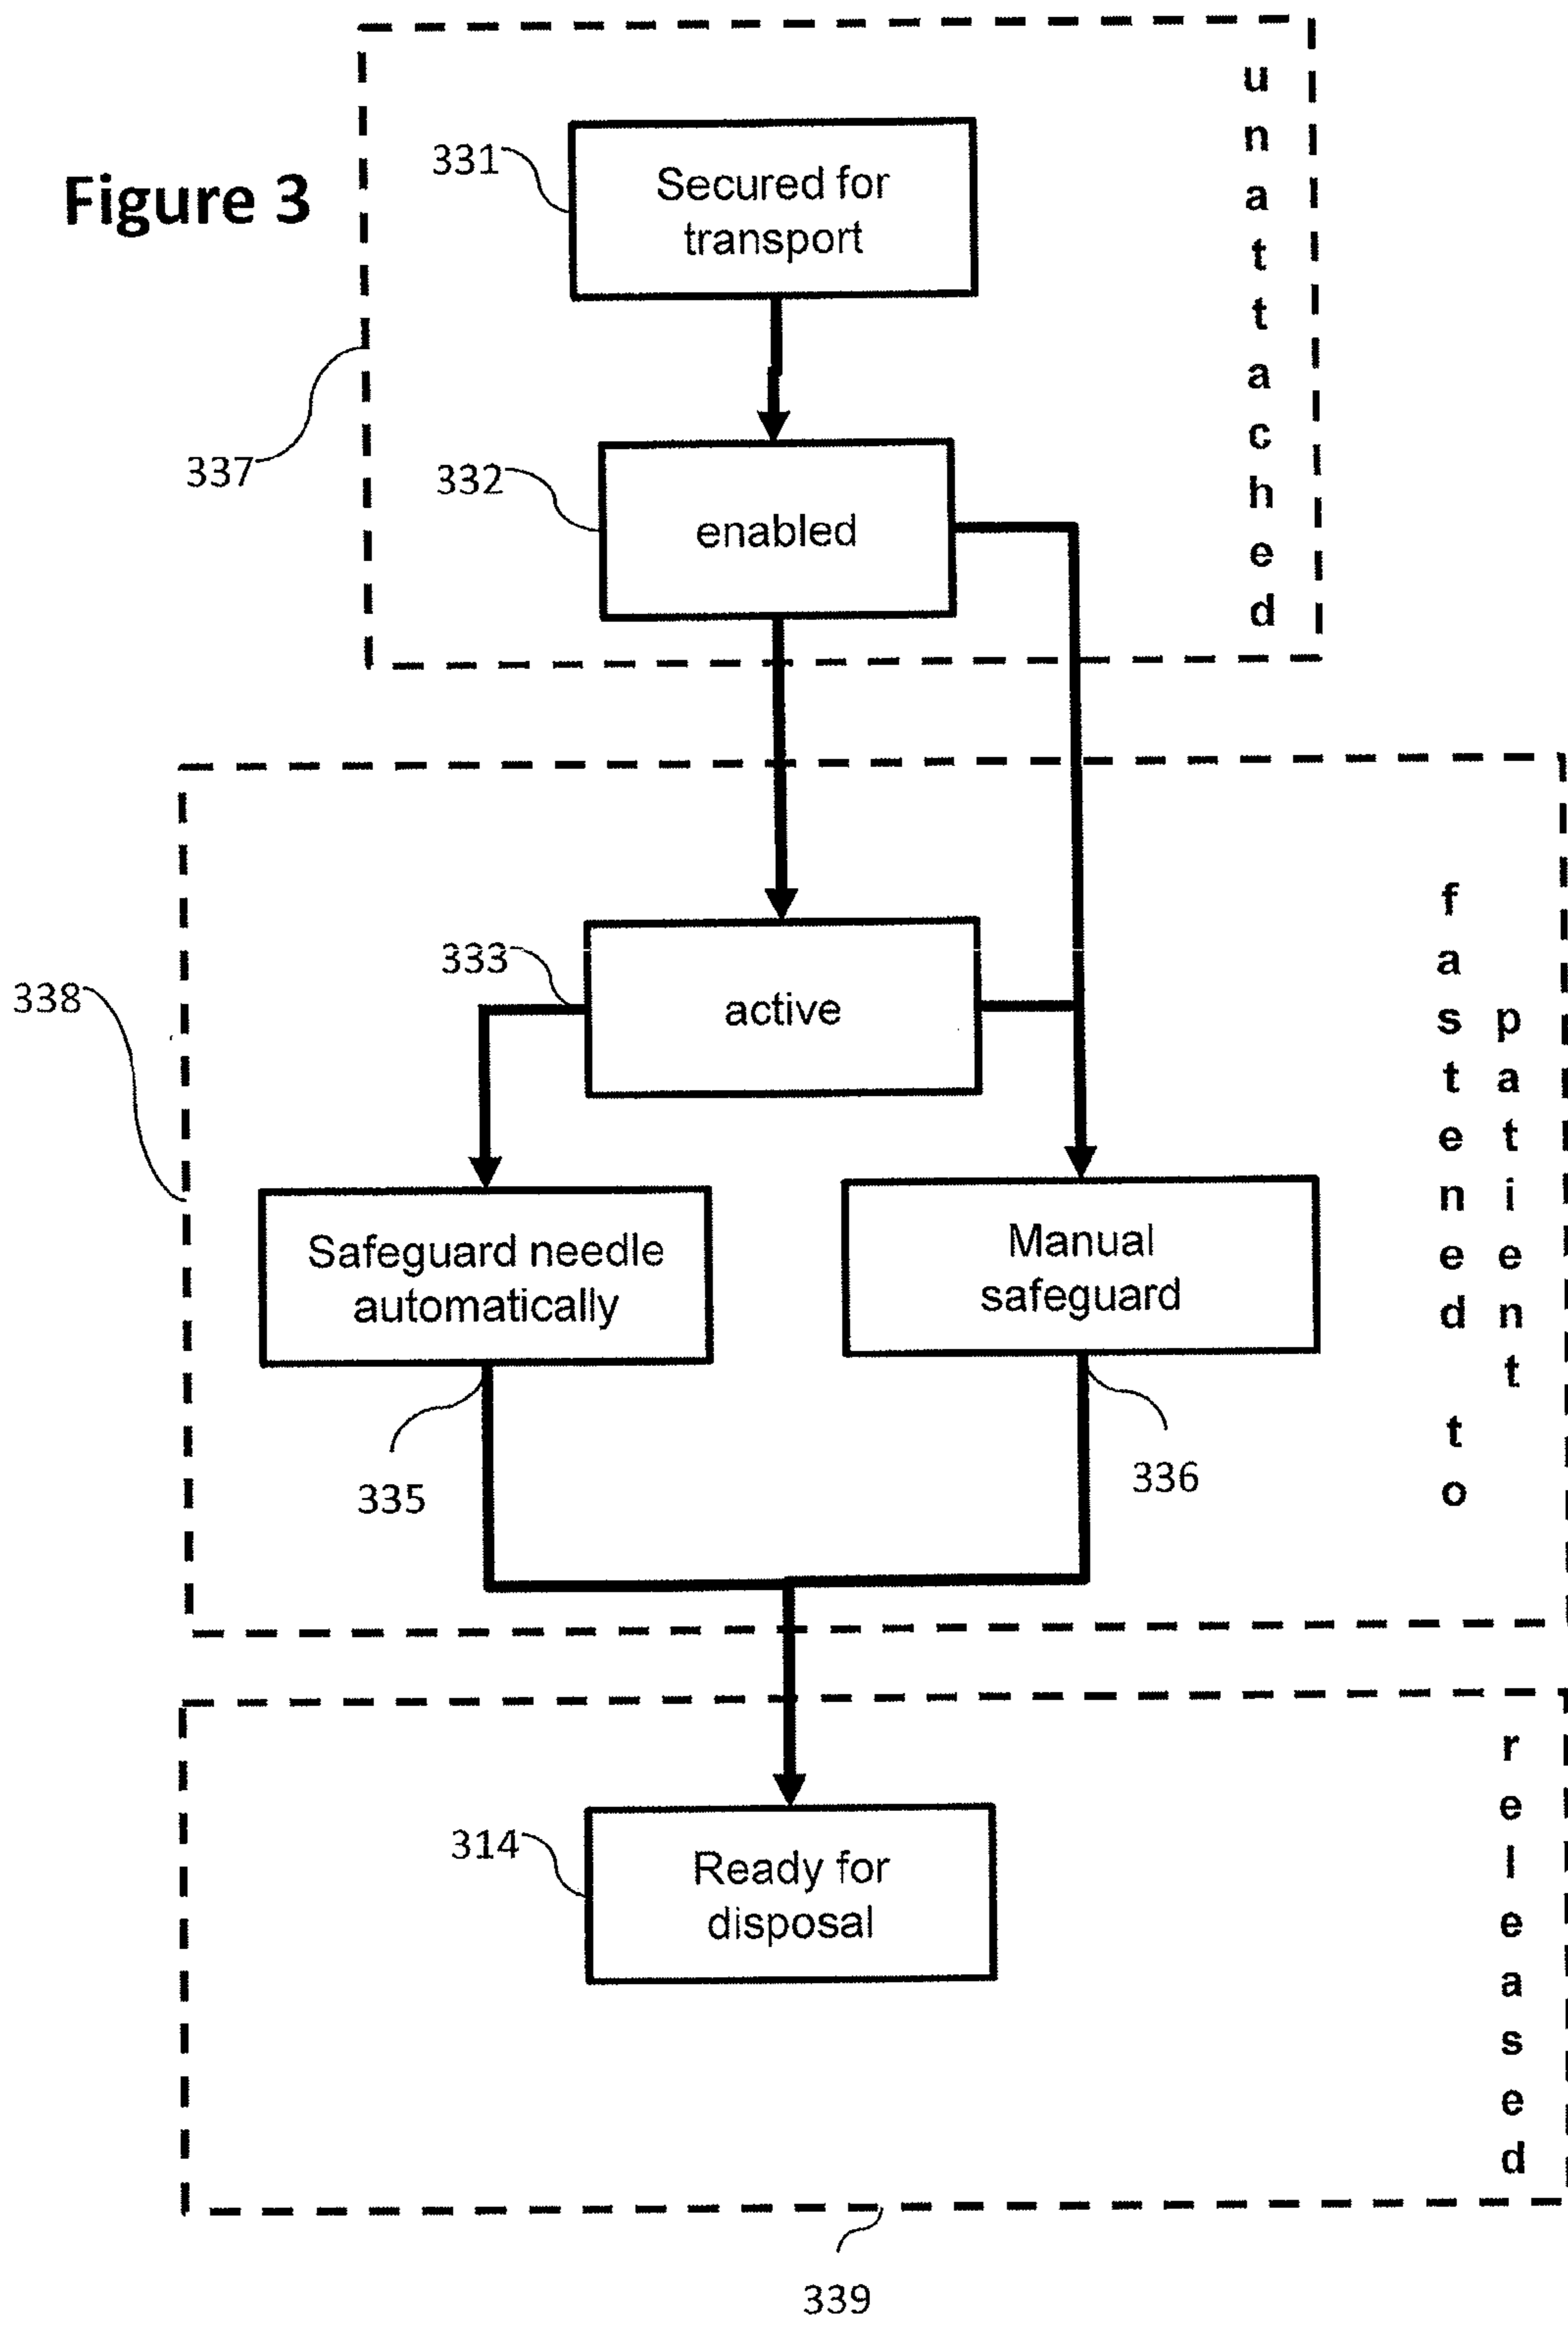 Figure 3
331
Secured for
transport
unattached
337
332
enabled
333
active
338
fastened to
patient
Safeguard needle
automatically
Manual
safeguard
335
336
314
Ready for
disposal
released
339